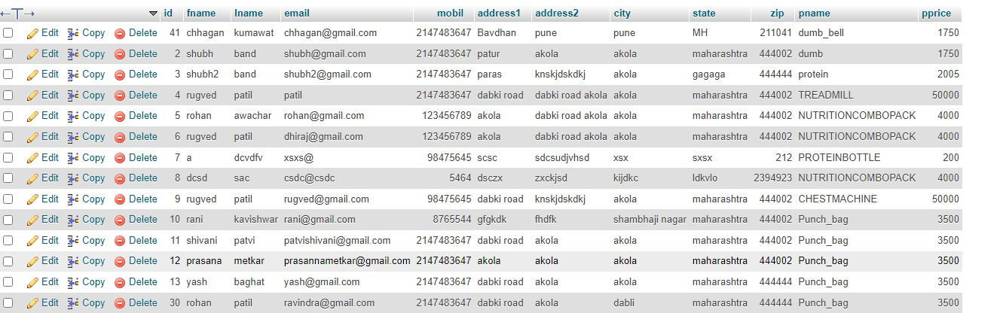 id fname lname email mobil address1 address2 city state zip pname pprice
Edit Copy Delete 41 chhagan kumawat chhagan@gmail.com 2147483647 Bavdhan pune pune MH 211041 dumb_bell 1750
Edit Copy Delete 2 shubh band shubh@gmail.com 2147483647 patur akola akola maharashtra 444002 dumb 1750
Edit Copy Delete 3 shubh2 band shubh2@gmail.com 2147483647 paras knskjdskdkj akola gagaga 444444 protein 2005
Edit Copy Delete 4 rugved patil patil 2147483647 dabki road dabki road akola akola maharashtra 444002 TREADMILL 50000
Edit Copy Delete 5 rohan awachar rohan@gmail.com 123456789 akola dabki road akola akola maharashtra 444002 NUTRITIONCOMBOPACK 4000
Edit Copy Delete 6 rugved patil dhiraj@gmail.com 123456789 akola dabki road akola akola maharashtra 444002 NUTRITIONCOMBOPACK 4000
Edit Copy Delete 7 a dcvdfv xsxs@ 98475645 scsc sdcsudjvhsd xsx sxsx 212 PROTEINBOTTLE 200
Edit Copy Delete 8 dcsd sac csdc@csdc 5464 dsczx zxckjsd kijdkc ldkvlo 2394923 NUTRITIONCOMBOPACK 4000
Edit Copy Delete 9 rugved patil rugved@gmail.com 98475645 dabki road knskjdskdkj akola maharashtra 444002 CHESTMACHINE 50000
Edit Copy Delete 10 rani kavishwar rani@gmail.com 8765544 gfgkdk fhdfk shambhaji nagar maharashtra 444002 Punch_bag 3500
Edit Copy Delete 11 shivani patvi patvishivani@gmail.com 2147483647 dabki road akola akola maharashtra 444002 Punch_bag 3500
Edit Copy Delete 12 prasana metkar prasannametkar@gmail.com 2147483647 akola akola akola maharashtra 444002 Punch_bag 3500
Edit Copy Delete 13 yash baghat yash@gmail.com 2147483647 dabki road akola akola maharashtra 444444 Punch_bag 3500
Edit Copy Delete 30 rohan patil ravindra@gmail.com 2147483647 dabki road akola dabli maharashtra 444444 Punch_bag 3500